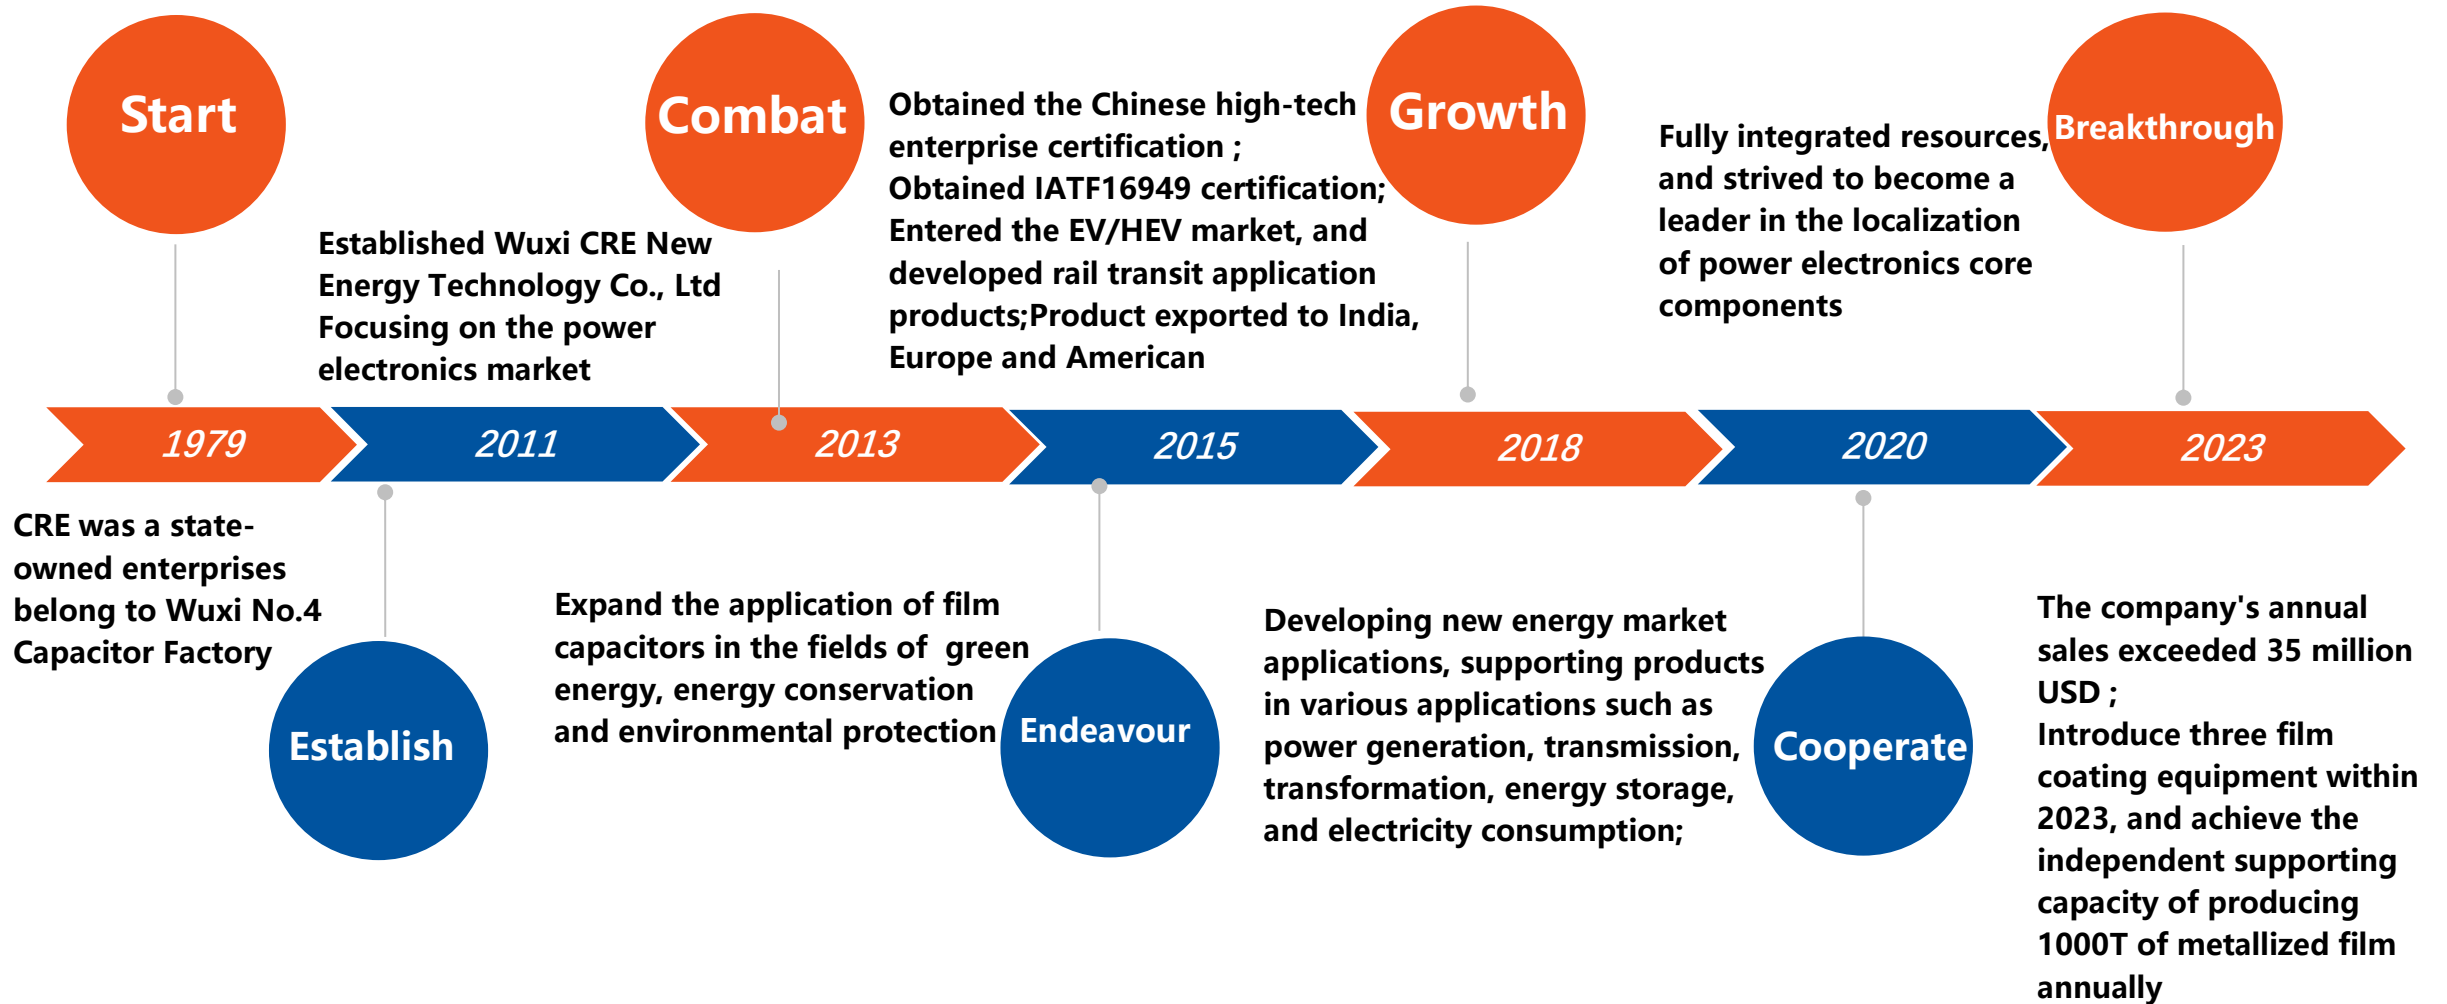 Start
1979
CRE was a state-
owned enterprises
belong to Wuxi No.4
Capacitor Factory
Established Wuxi CRE New
Energy Technology Co., Ltd
Focusing on the power
electronics market
2011
Establish
Combat
2013
Expand the application of film
capacitors in the fields of  green
energy, energy conservation
and environmental protection
Obtained the Chinese high-tech
enterprise certification ;
Obtained IATF16949 certification;
Entered the EV/HEV market, and
developed rail transit application
products;Product exported to India,
Europe and American
2015
Endeavour
Growth
2018
Developing new energy market
applications, supporting products
in various applications such as
power generation, transmission,
transformation, energy storage,
and electricity consumption;
Fully integrated resources,
and strived to become a
leader in the localization
of power electronics core
components
2020
Cooperate
Breakthrough
2023
The company's annual
sales exceeded 35 million
USD ;
Introduce three film
coating equipment within
2023, and achieve the
independent supporting
capacity of producing
1000T of metallized film
annually